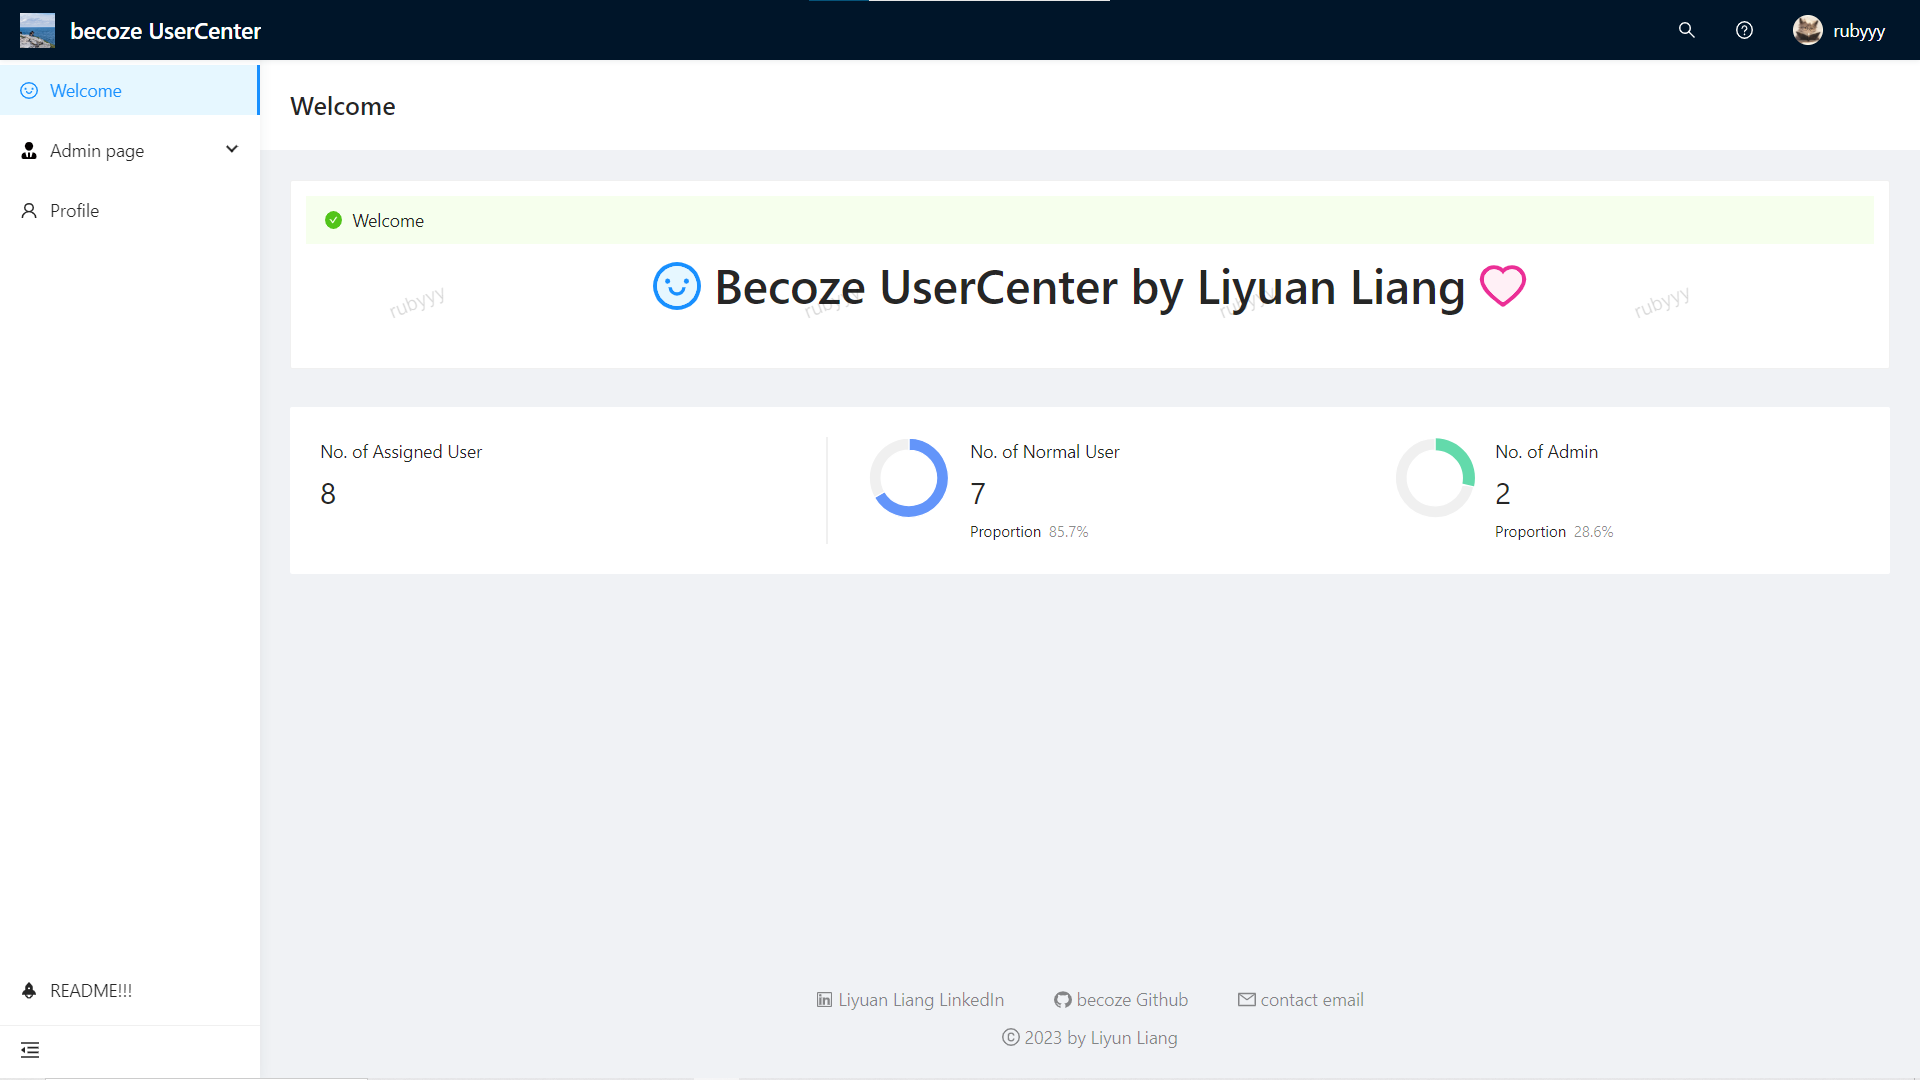 becoze UserCenter
rubyyy
Welcome
Admin page
Profile
README!!!
Welcome
Welcome
Becoze UserCenter by Liyuan Liang
rubyyy rubyyy rubyyy rubyyy
No. of Assigned User
8
No. of Normal User
7
Proportion 85.7%
No. of Admin
2
Proportion 28.6%
Liyuan Liang LinkedIn becoze Github contact email
© 2023 by Liyun Liang